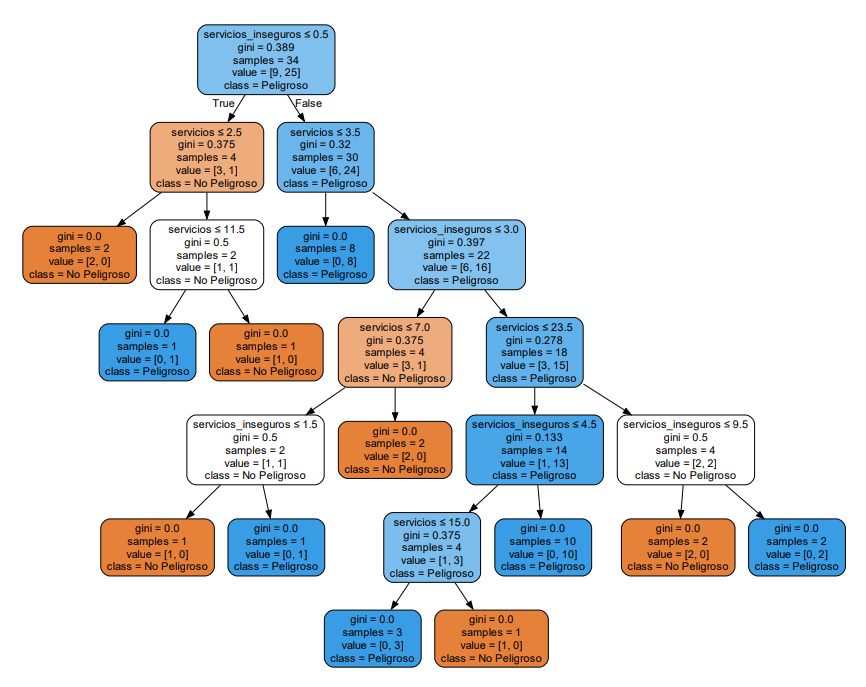 servicios_inseguros ≤ 0.5
gini = 0.389
samples = 34
value = [9, 25]
class = Peligroso
True
False
servicios ≤ 2.5
gini = 0.375
samples = 4
value = [3, 1]
class = No Peligroso
servicios ≤ 3.5
gini = 0.32
samples = 30
value = [6, 24]
class = Peligroso
gini = 0.0
samples = 2
value = [2, 0]
class = No Peligroso
servicios ≤ 11.5
gini = 0.5
samples = 2
value = [1, 1]
class = No Peligroso
gini = 0.0
samples = 8
value = [0, 8]
class = Peligroso
servicios_inseguros ≤ 3.0
gini = 0.397
samples = 22
value = [6, 16]
class = Peligroso
gini = 0.0
samples = 1
value = [0, 1]
class = Peligroso
gini = 0.0
samples = 1
value = [1, 0]
class = No Peligroso
servicios ≤ 7.0
gini = 0.375
samples = 4
value = [3, 1]
class = No Peligroso
servicios ≤ 23.5
gini = 0.278
samples = 18
value = [3, 15]
class = Peligroso
servicios_inseguros ≤ 1.5
gini = 0.5
samples = 2
value = [1, 1]
class = No Peligroso
gini = 0.0
samples = 2
value = [2, 0]
class = No Peligroso
servicios_inseguros ≤ 4.5
gini = 0.133
samples = 14
value = [1, 13]
class = Peligroso
servicios_inseguros ≤ 9.5
gini = 0.5
samples = 4
value = [2, 2]
class = No Peligroso
gini = 0.0
samples = 1
value = [1, 0]
class = No Peligroso
gini = 0.0
samples = 1
value = [0, 1]
class = Peligroso
servicios ≤ 15.0
gini = 0.375
samples = 4
value = [1, 3]
class = Peligroso
gini = 0.0
samples = 10
value = [0, 10]
class = Peligroso
gini = 0.0
samples = 2
value = [2, 0]
class = No Peligroso
gini = 0.0
samples = 2
value = [0, 2]
class = Peligroso
gini = 0.0
samples = 3
value = [0, 3]
class = Peligroso
gini = 0.0
samples = 1
value = [1, 0]
class = No Peligroso